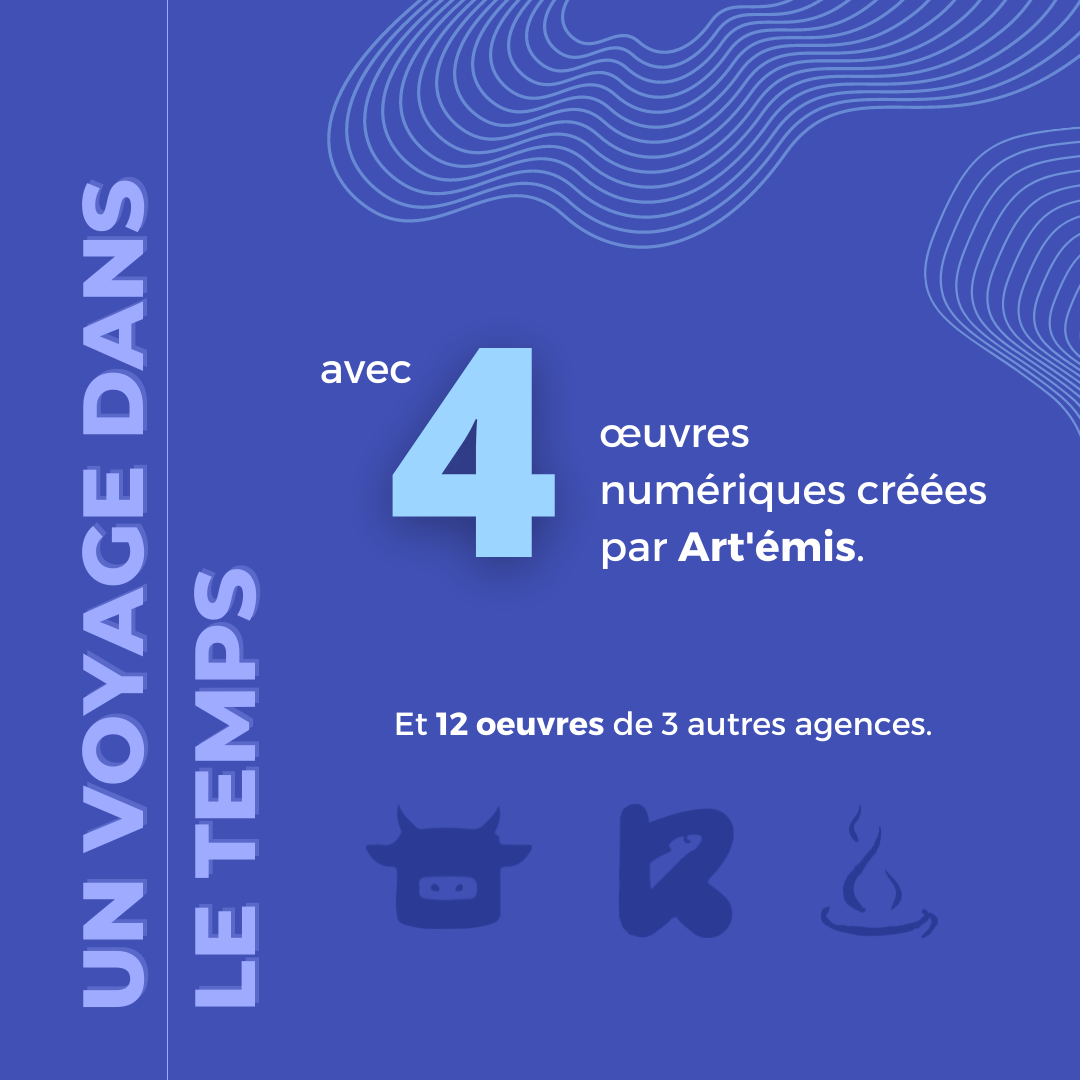 UN VOYAGE DANS
LE TEMPS
avec
4
œuvres
numériques créées
par Art'émis.
Et 12 oeuvres de 3 autres agences.